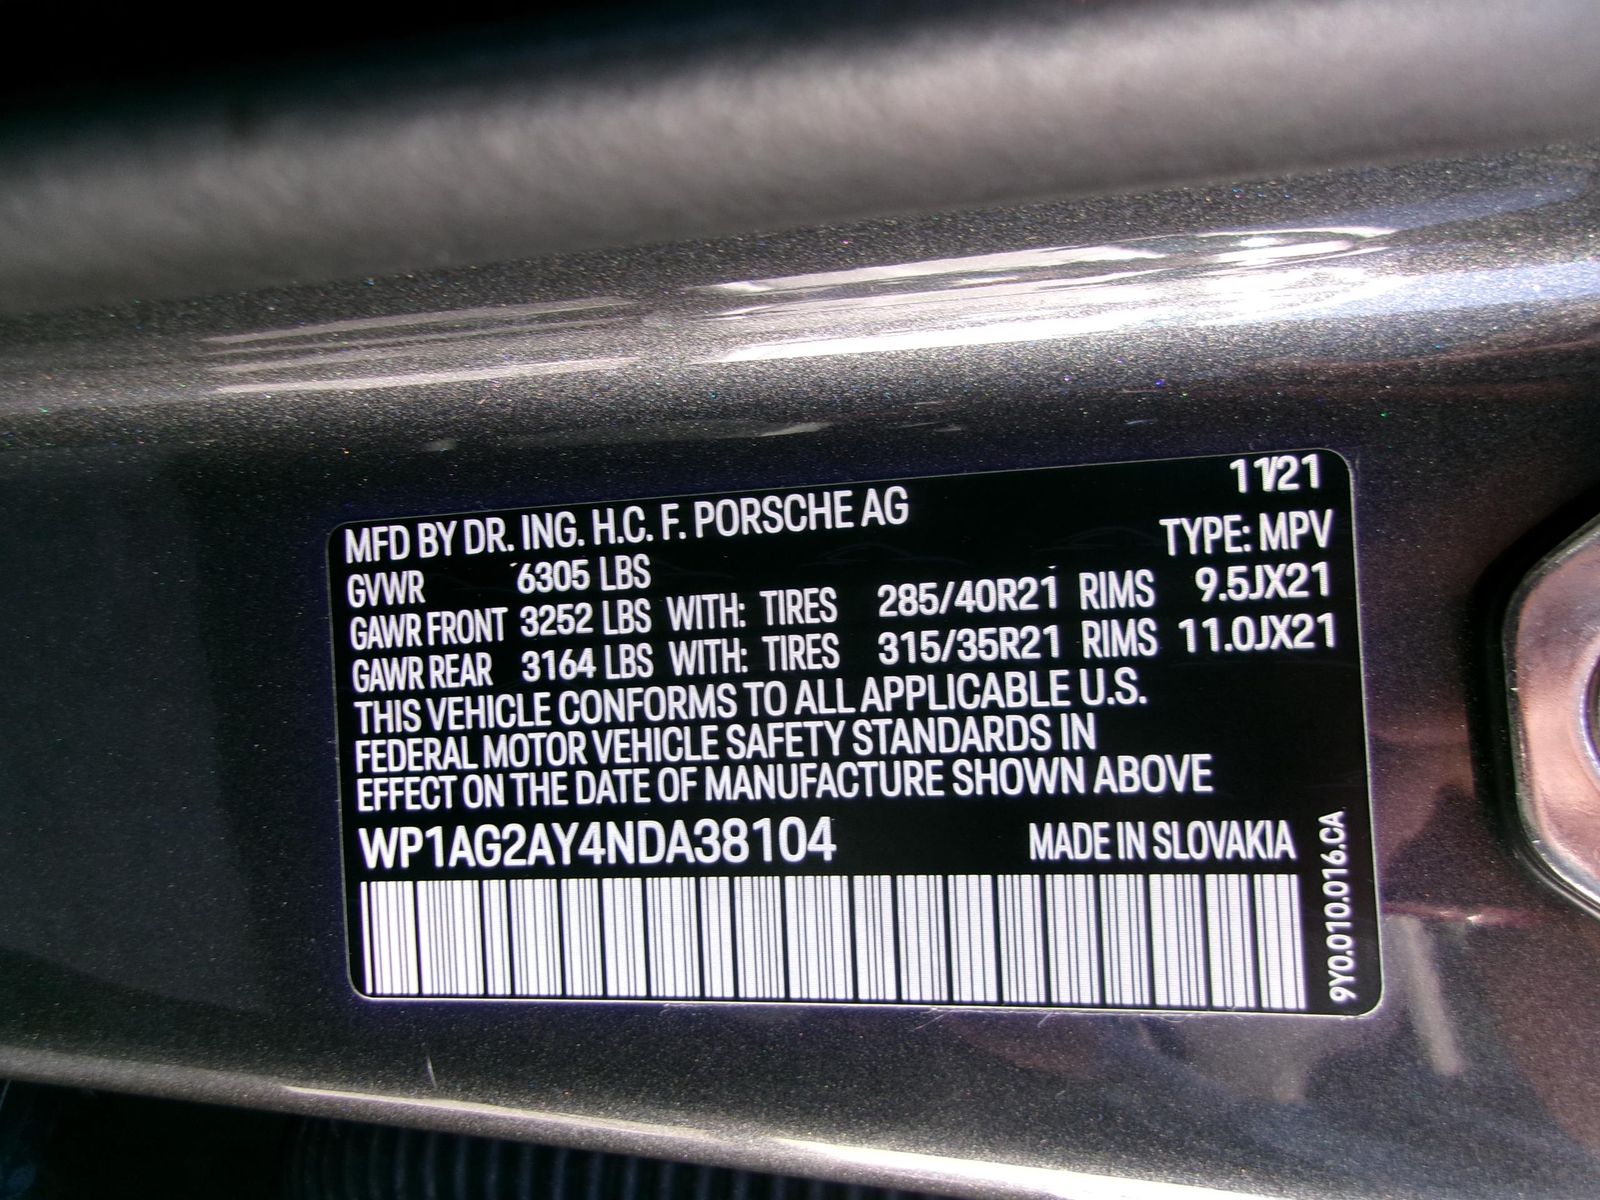 11/21
MFD BY DR. ING. H.C. F. PORSCHE AG
TYPE: MPV
GVWR 6305 LBS
GAWR FRONT 3252 LBS WITH: TIRES 285/40R21 RIMS 9.5JX21
GAWR REAR 3164 LBS WITH: TIRES 315/35R21 RIMS 11.0JX21
THIS VEHICLE CONFORMS TO ALL APPLICABLE U.S.
FEDERAL MOTOR VEHICLE SAFETY STANDARDS IN
EFFECT ON THE DATE OF MANUFACTURE SHOWN ABOVE
WP1AG2AY4NDA38104 MADE IN SLOVAKIA
9Y0.010.016.CA